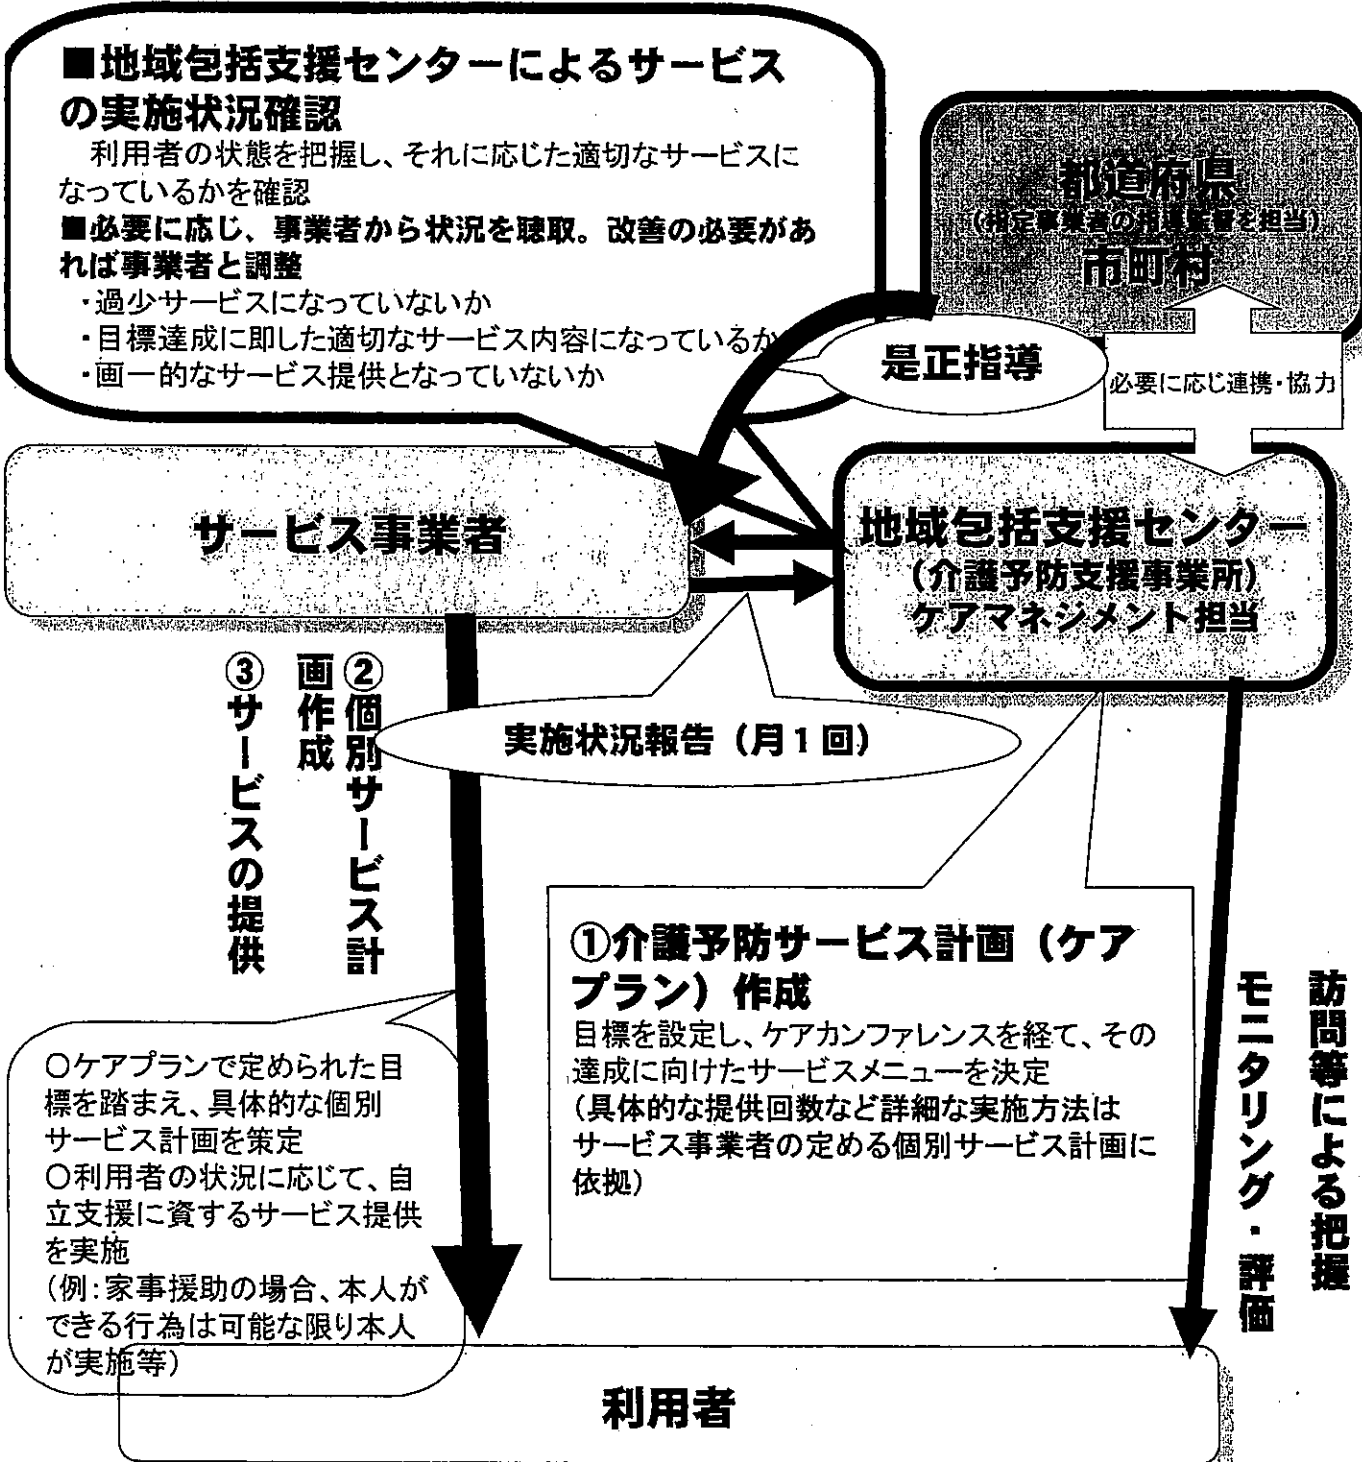 ■地域包括支援センターによるサービス
の実施状況確認
利用者の状態を把握し、それに応じた適切なサービスに
なっているかを確認
■必要に応じ、事業者から状況を聴取。改善の必要があ
れば事業者と調整
・過少サービスになっていないか
・目標達成に即した適切なサービス内容になっているか
・画一的なサービス提供となっていないか
都道府県
（指定事業者の指導監督を担当）
市町村
是正指導
必要に応じ連携・協力
サービス事業者
地域包括支援センター
（介護予防支援事業所）
ケアマネジメント担当
②個別サービス計
画作成
③サービスの提供
実施状況報告（月１回）
①介護予防サービス計画（ケア
プラン）作成
目標を設定し、ケアカンファレンスを経て、その
達成に向けたサービスメニューを決定
（具体的な提供回数など詳細な実施方法は
サービス事業者の定める個別サービス計画に
依拠）
訪問等による把握
モニタリング・評価
○ケアプランで定められた目
標を踏まえ、具体的な個別
サービス計画を策定
○利用者の状況に応じて、自
立支援に資するサービス提供
を実施
（例：家事援助の場合、本人が
できる行為は可能な限り本人
が実施等）
利用者